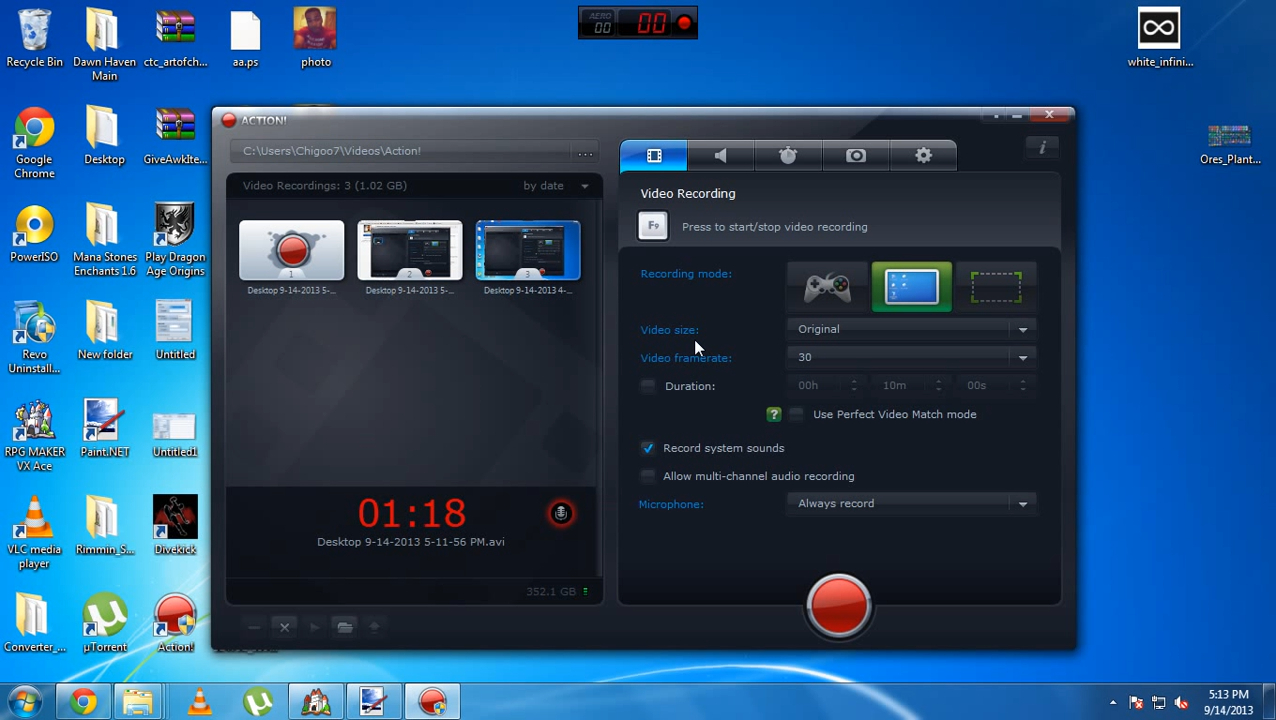 Recycle Bin
Dawn Haven
Main
ctc_artofch...
aa.ps
photo
white_infini...
AERO
00
00
Google
Chrome
Desktop
GiveAwkIte...
Ores_Plant...
PowerISO
Mana Stones
Enchants 1.6
Play Dragon
Age Origins
Revo
Uninstall...
New folder
Untitled
RPG MAKER
VX Ace
Paint.NET
Untitled1
VLC media
player
Rimmin_S...
Divekick
Converter_...
µTorrent
Action!
ACTION!
C:\Users\Chigoo7\Videos\Action!
...
Video Recordings: 3 (1.02 GB)
by date
1
2
3
Desktop 9-14-2013 5-...
Desktop 9-14-2013 5-...
Desktop 9-14-2013 4-...
01:18
Desktop 9-14-2013 5-11-56 PM.avi
352.1 GB
i
Video Recording
F9
Press to start/stop video recording
Recording mode:
Video size:
Original
Video framerate:
30
Duration:
00h
10m
00s
?
Use Perfect Video Match mode
Record system sounds
Allow multi-channel audio recording
Microphone:
Always record
5:13 PM
9/14/2013